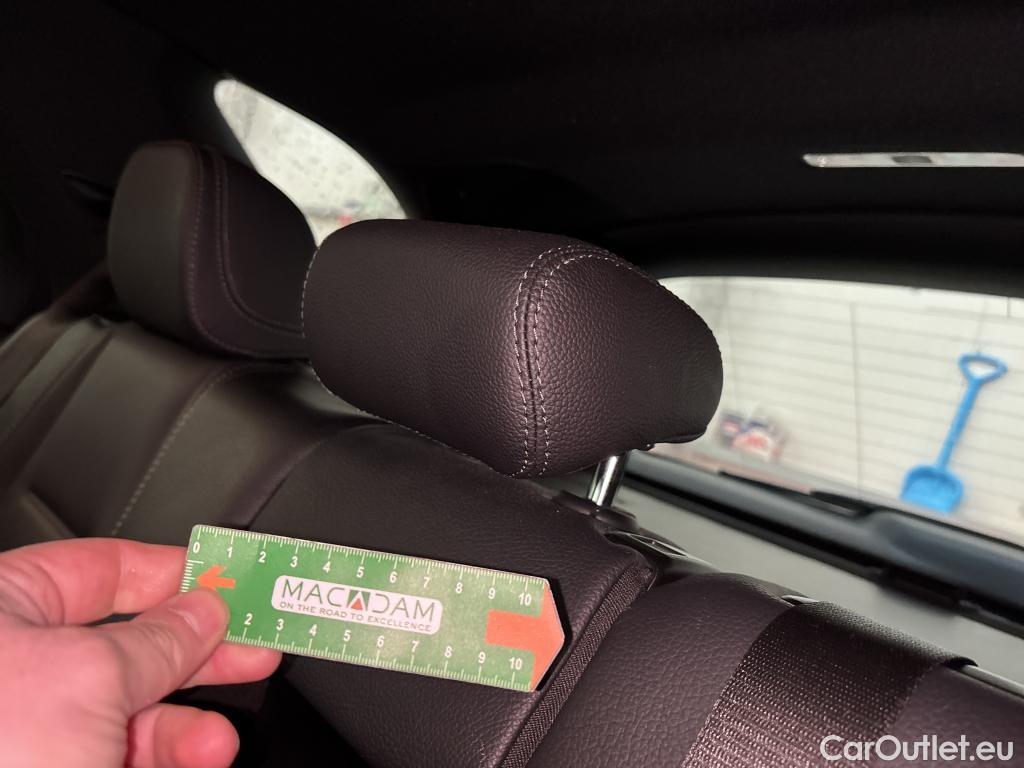 0 1 2 3 4 5 6 7 8 9 10
MACADAM
ON THE ROAD TO EXCELLENCE
2 3 4 5 6 7 8 9 10
CarOutlet.eu